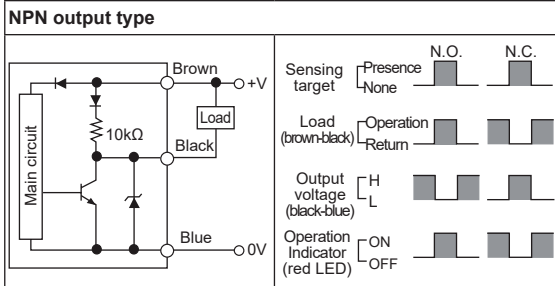 NPN output type
Brown
+V
Load
10kΩ
Black
Main circuit
Blue
0V
N.O.
N.C.
Sensing target
Presence
None
Load
(brown-black)
Operation
Return
Output
voltage
(black-blue)
H
L
Operation
Indicator
(red LED)
ON
OFF